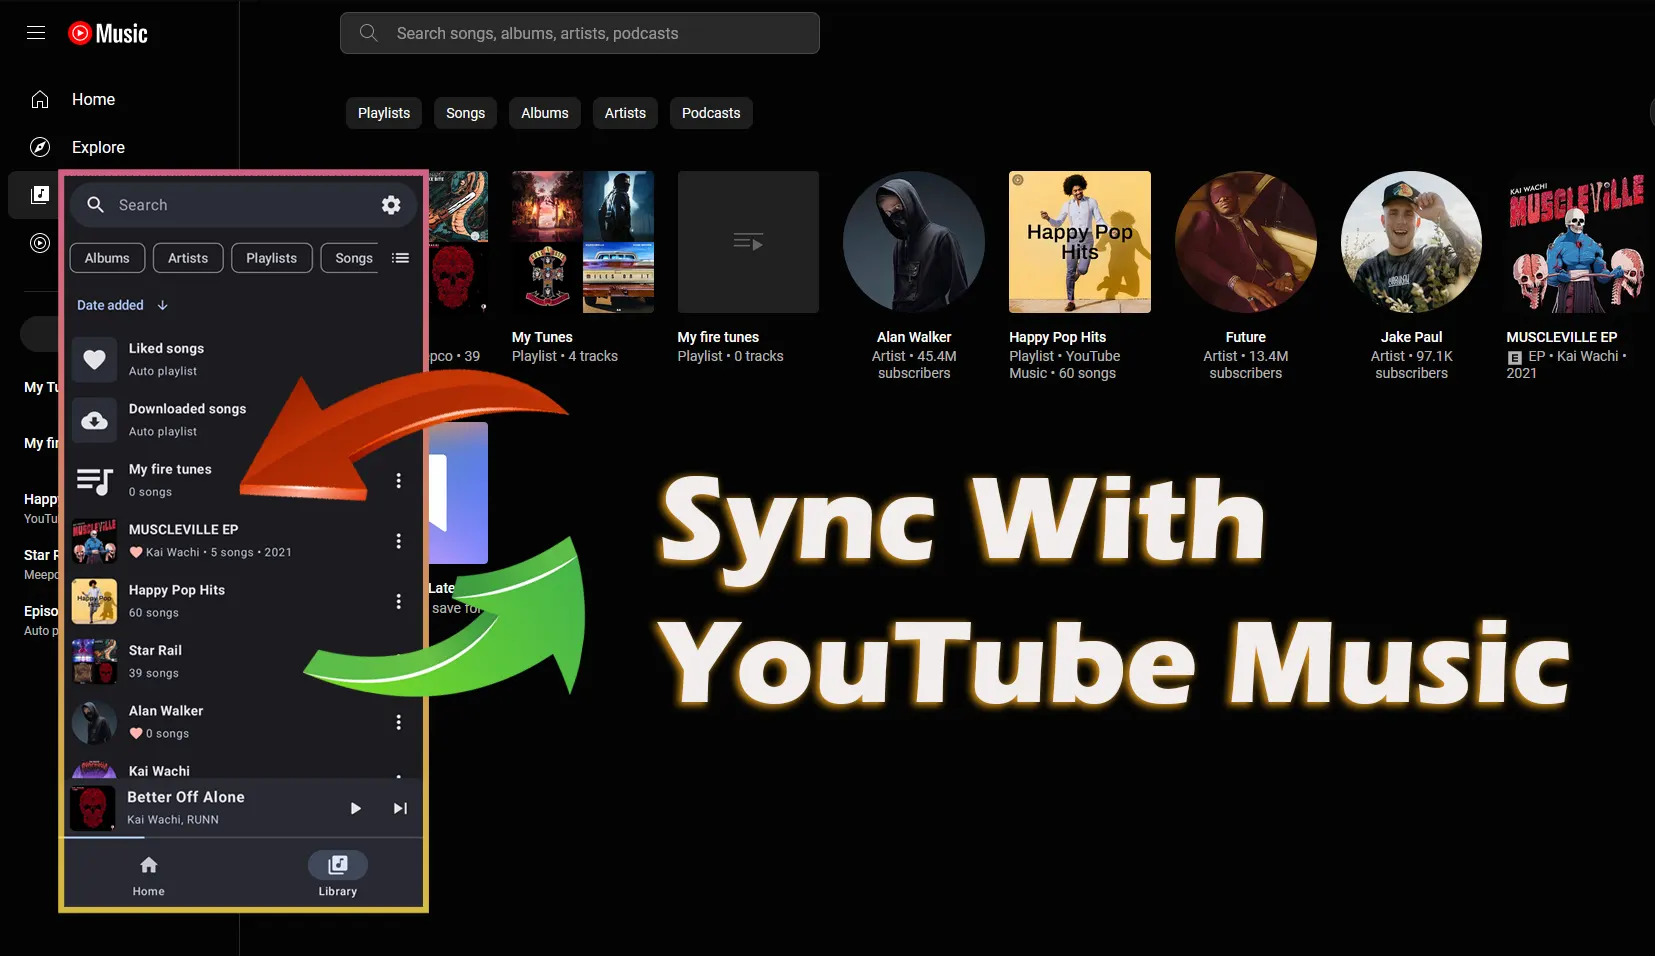 Music
Search songs, albums, artists, podcasts
Home
Explore
Playlists
Songs
Albums
Artists
Podcasts
My Tu
My fir
Happy
YouTu
Star R
Meepc
Episo
Auto p
Search
Albums
Artists
Playlists
Songs
Date added
Liked songs
Auto playlist
Downloaded songs
Auto playlist
My fire tunes
0 songs
MUSCLEVILLE EP
Kai Wachi • 5 songs • 2021
Happy Pop Hits
60 songs
Star Rail
39 songs
Alan Walker
0 songs
Kai Wachi
Better Off Alone
Kai Wachi, RUNN
Home
Library
pco • 39
My Tunes
Playlist • 4 tracks
My fire tunes
Playlist • 0 tracks
Alan Walker
Artist • 45.4M
subscribers
Happy Pop
Hits
Happy Pop Hits
Playlist • YouTube
Music • 60 songs
Future
Artist • 13.4M
subscribers
Jake Paul
Artist • 97.1K
subscribers
KAI WACHI
MUSCLEVILLE
MUSCLEVILLE EP
E EP • Kai Wachi •
2021
Late
save for
Sync With
YouTube Music